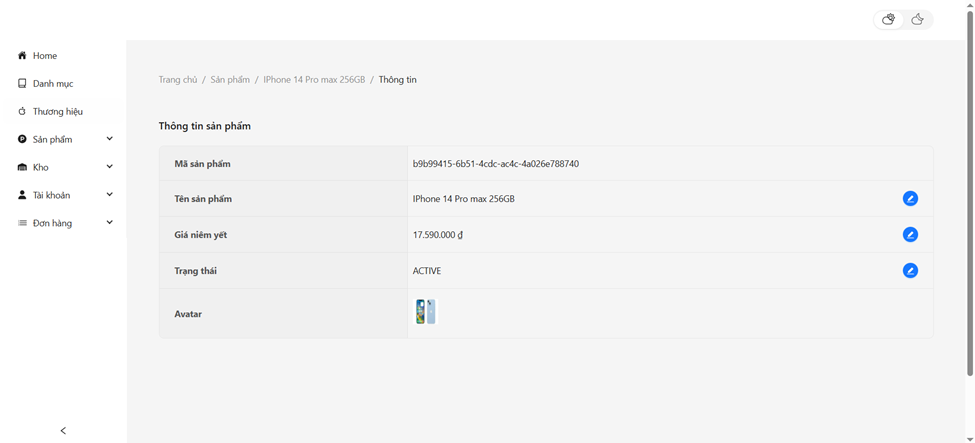 Home
Danh mục
Thương hiệu
Sản phẩm
Kho
Tài khoản
Đơn hàng
Trang chủ / Sản phẩm / IPhone 14 Pro max 256GB / Thông tin
Thông tin sản phẩm
Mã sản phẩm b9b99415-6b51-4cdc-ac4c-4a026e788740
Tên sản phẩm IPhone 14 Pro max 256GB
Giá niêm yết 17.590.000 ₫
Trạng thái ACTIVE
Avatar